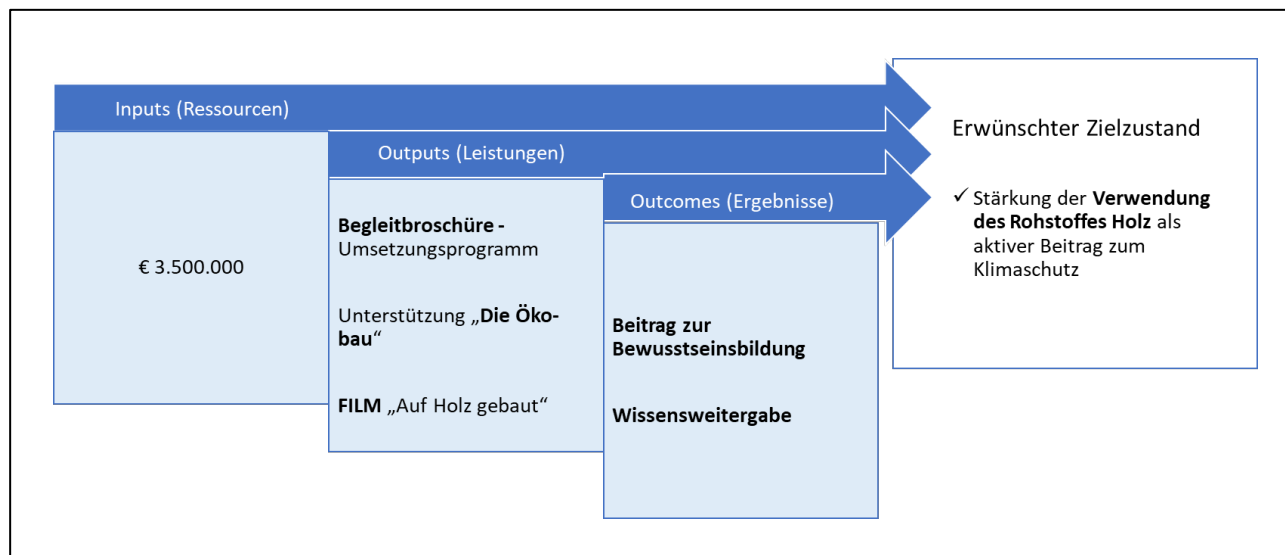 Inputs (Ressourcen)
€ 3.500.000
Outputs (Leistungen)
Begleitbroschüre -
Umsetzungsprogramm
Unterstützung „Die Öko-
bau“
FILM „Auf Holz gebaut“
Outcomes (Ergebnisse)
Beitrag zur
Bewusstseinsbildung
Wissensweitergabe
Erwünschter Zielzustand
✓ Stärkung der Verwendung
des Rohstoffes Holz als
aktiver Beitrag zum
Klimaschutz